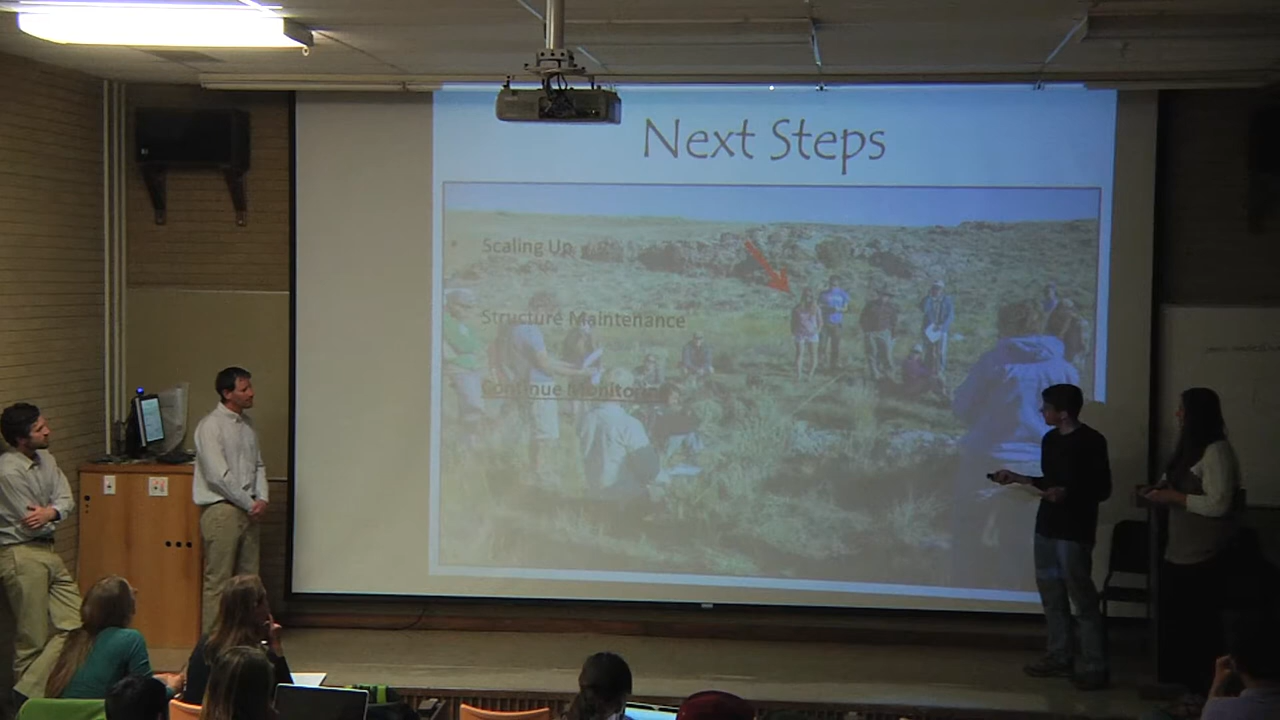 Next Steps
• Scaling Up
Structure Maintenance
Continue Monitoring